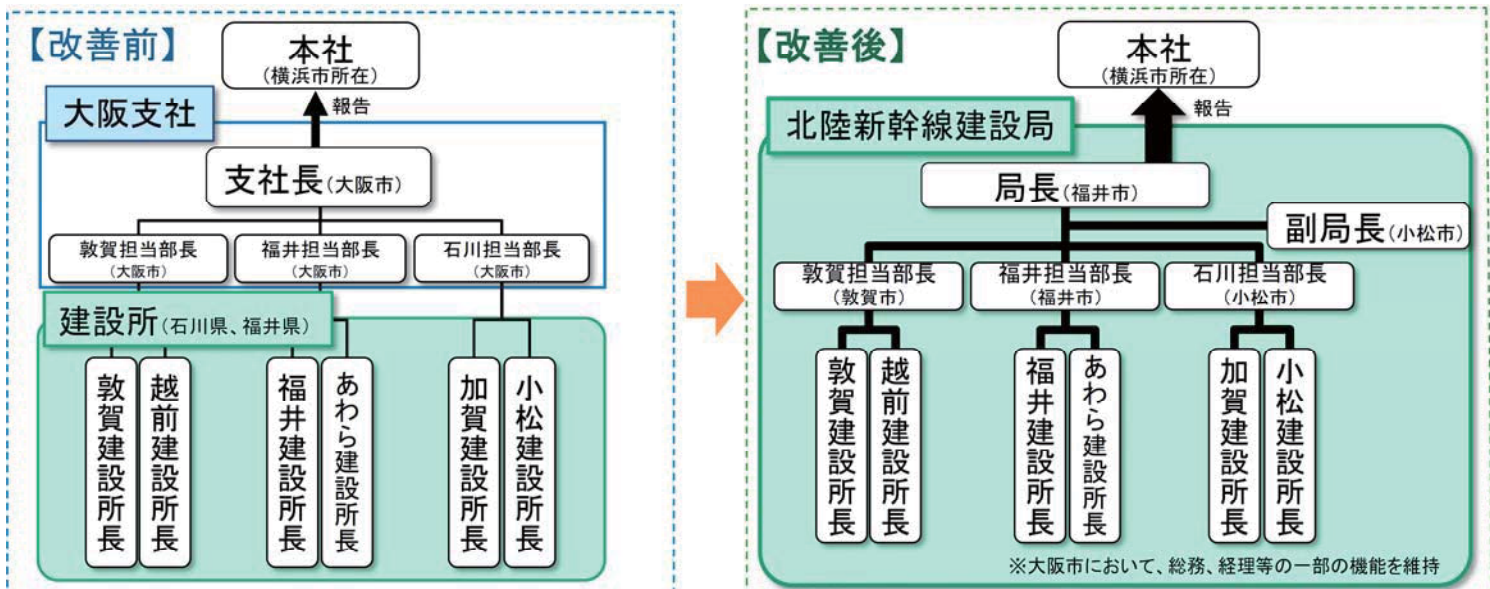 【改善前】
本社
(横浜市所在)
報告
大阪支社
支社長(大阪市)
敦賀担当部長
(大阪市)
福井担当部長
(大阪市)
石川担当部長
(大阪市)
建設所(石川県、福井県)
敦賀建設所長
越前建設所長
福井建設所長
あわら建設所長
加賀建設所長
小松建設所長
【改善後】
本社
(横浜市所在)
報告
北陸新幹線建設局
局長(福井市)
副局長(小松市)
敦賀担当部長
(敦賀市)
福井担当部長
(福井市)
石川担当部長
(小松市)
敦賀建設所長
越前建設所長
福井建設所長
あわら建設所長
加賀建設所長
小松建設所長
※大阪市において、総務、経理等の一部の機能を維持